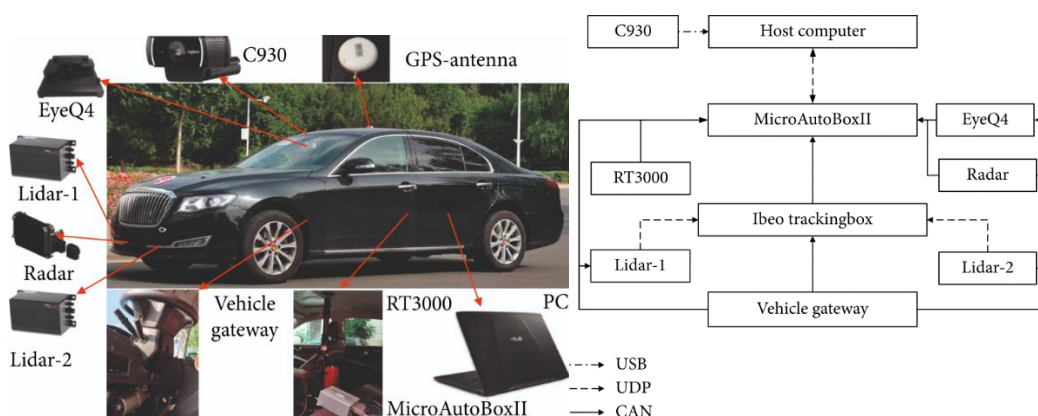 C930
GPS-antenna
EyeQ4
Lidar-1
Radar
Lidar-2
Vehicle
gateway
RT3000
PC
MicroAutoBoxII
C930
Host computer
MicroAutoBoxII
EyeQ4
RT3000
Radar
Ibeo trackingbox
Lidar-1
Lidar-2
Vehicle gateway
USB
UDP
CAN